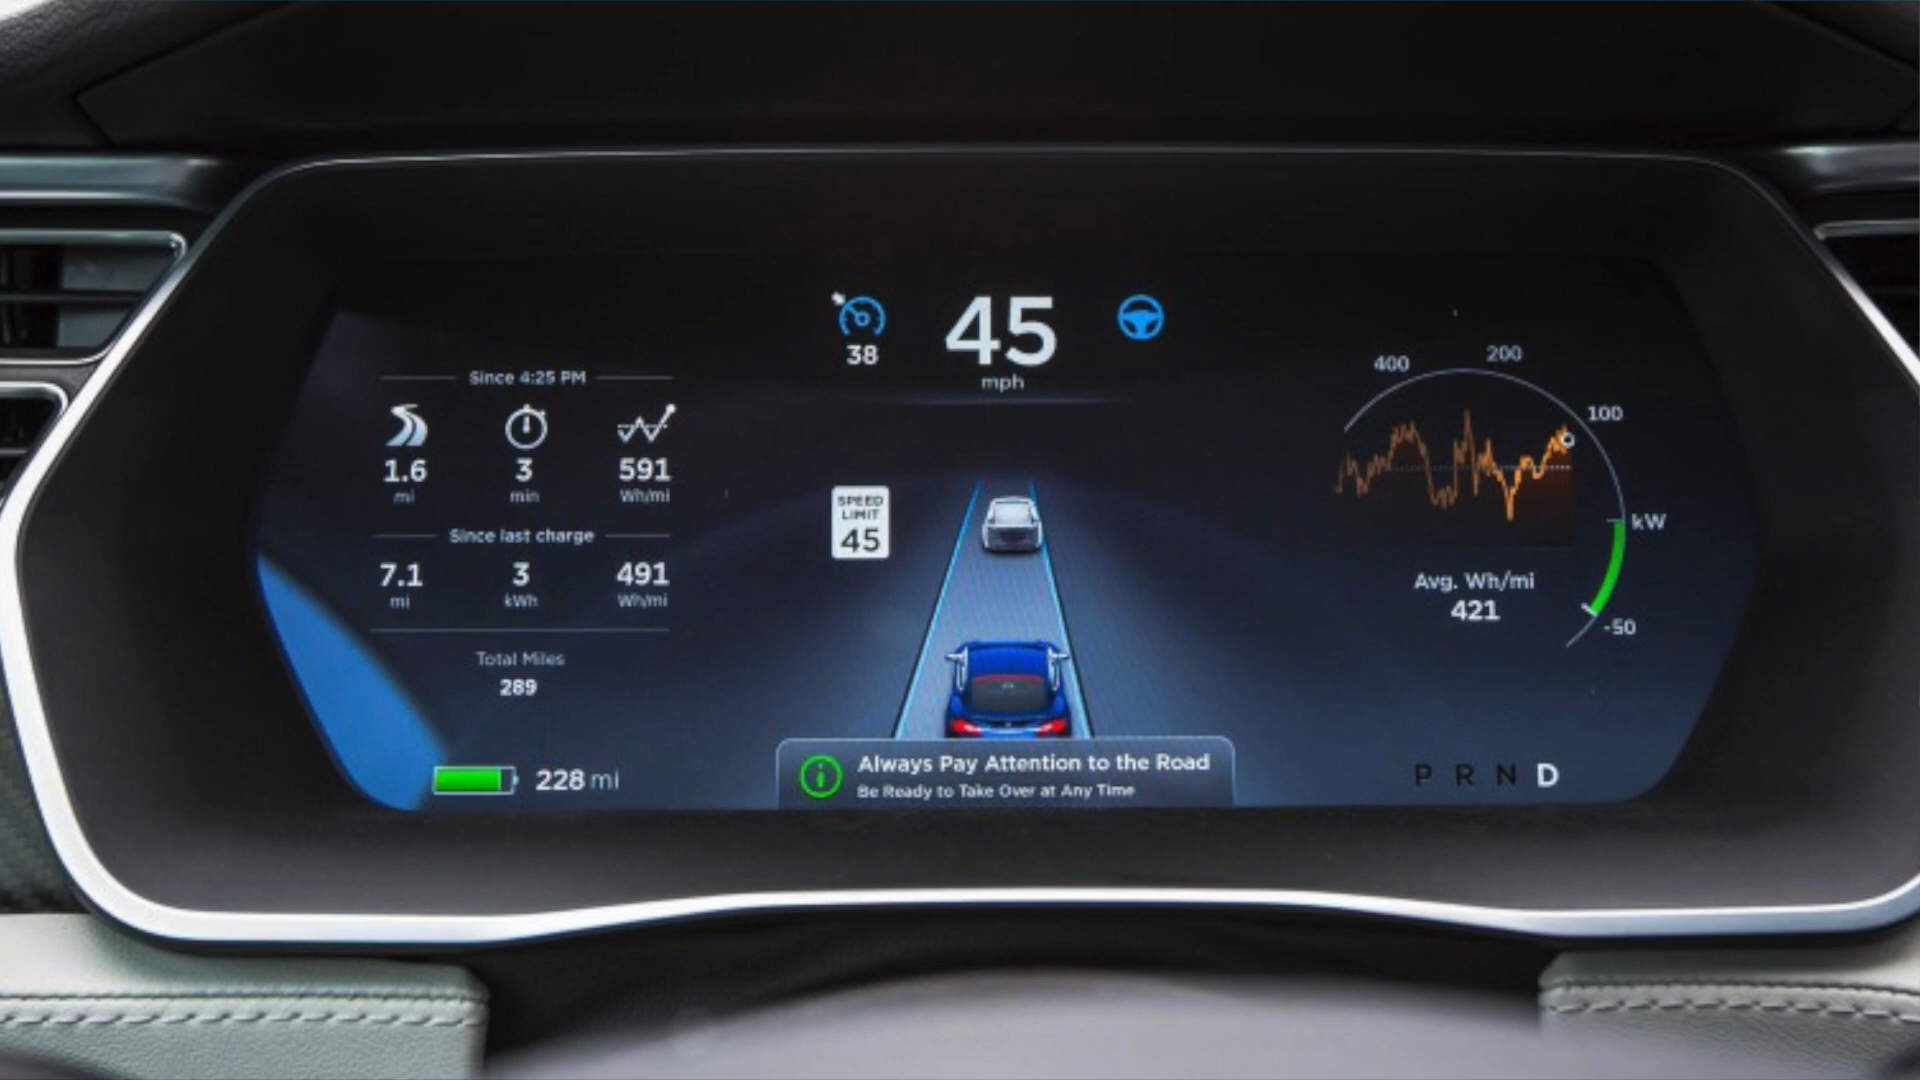 45
38
mph
Since 4:25 PM
1.6 3 591
mi min Wh/mi
Since last charge
7.1 3 491
mi kWh Wh/mi
Total Miles
289
228 mi
SPEED
LIMIT
45
Always Pay Attention to the Road
Be Ready to Take Over at Any Time
400
200
100
kW
-50
Avg. Wh/mi
421
P R N D